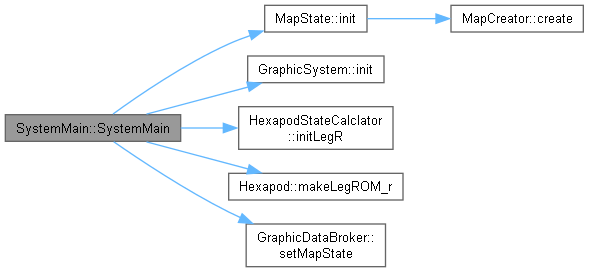 MapState::init
MapCreator::create
GraphicSystem::init
SystemMain::SystemMain
HexapodStateCalclator
::initLegR
Hexapod::makeLegROM_r
GraphicDataBroker::
setMapState